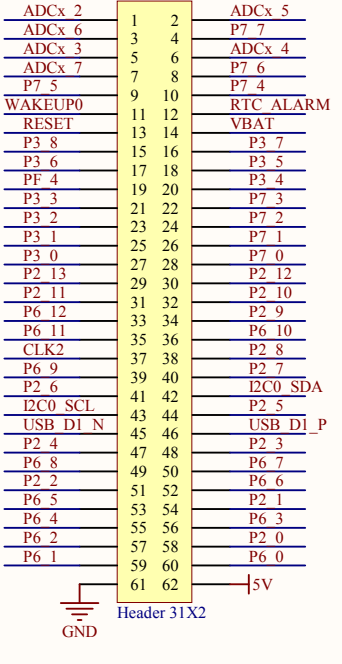 ADCx_2 1 2 ADCx_5
ADCx_6 3 4 P7_7
ADCx_3 5 6 ADCx_4
ADCx_7 7 8 P7_6
P7_5 9 10 P7_4
WAKEUP0 11 12 RTC_ALARM
RESET 13 14 VBAT
P3_8 15 16 P3_7
P3_6 17 18 P3_5
PF_4 19 20 P3_4
P3_3 21 22 P7_3
P3_2 23 24 P7_2
P3_1 25 26 P7_1
P3_0 27 28 P7_0
P2_13 29 30 P2_12
P2_11 31 32 P2_10
P6_12 33 34 P2_9
P6_11 35 36 P6_10
CLK2 37 38 P2_8
P6_9 39 40 P2_7
P2_6 41 42 I2C0_SDA
I2C0_SCL 43 44 P2_5
USB_D1_N 45 46 USB_D1_P
P2_4 47 48 P2_3
P6_8 49 50 P6_7
P2_2 51 52 P6_6
P6_5 53 54 P2_1
P6_4 55 56 P6_3
P6_2 57 58 P2_0
P6_1 59 60 P6_0
61 62 5V
Header 31X2
GND